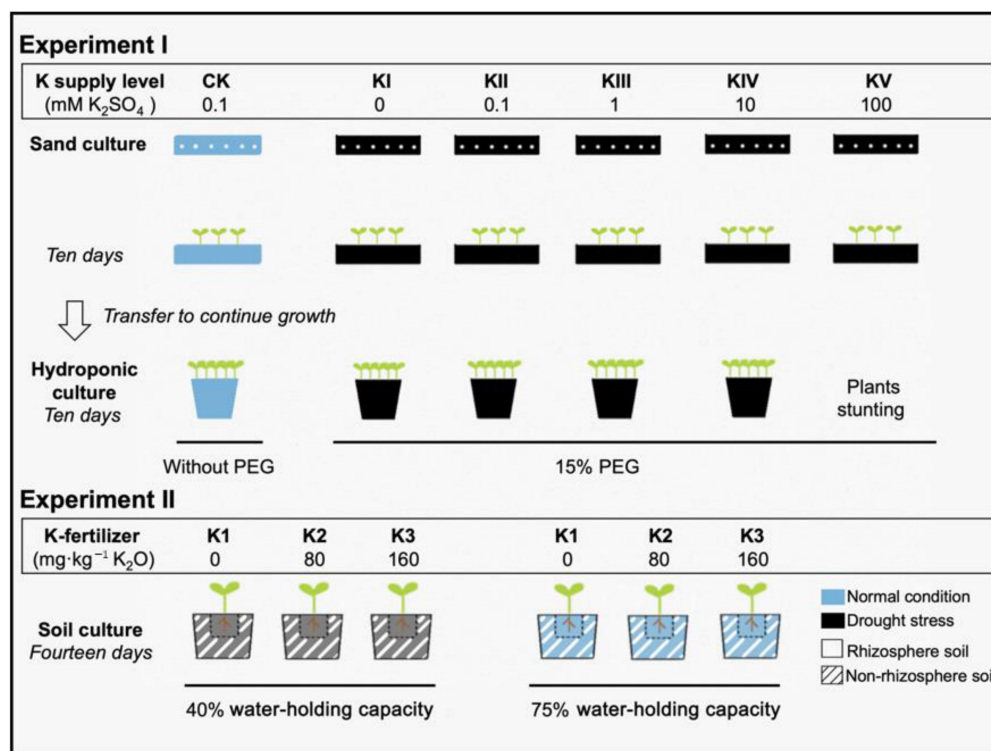 Experiment I
K supply level CK KI KII KIII KIV KV
(mM K₂SO₄ ) 0.1 0 0.1 1 10 100
Sand culture
Ten days
Transfer to continue growth
Hydroponic
culture
Ten days
Plants
stunting
Without PEG 15% PEG
Experiment II
K-fertilizer K1 K2 K3 K1 K2 K3
(mg·kg⁻¹ K₂O) 0 80 160 0 80 160
Soil culture
Fourteen days
Normal condition
Drought stress
Rhizosphere soil
Non-rhizosphere soi
40% water-holding capacity 75% water-holding capacity